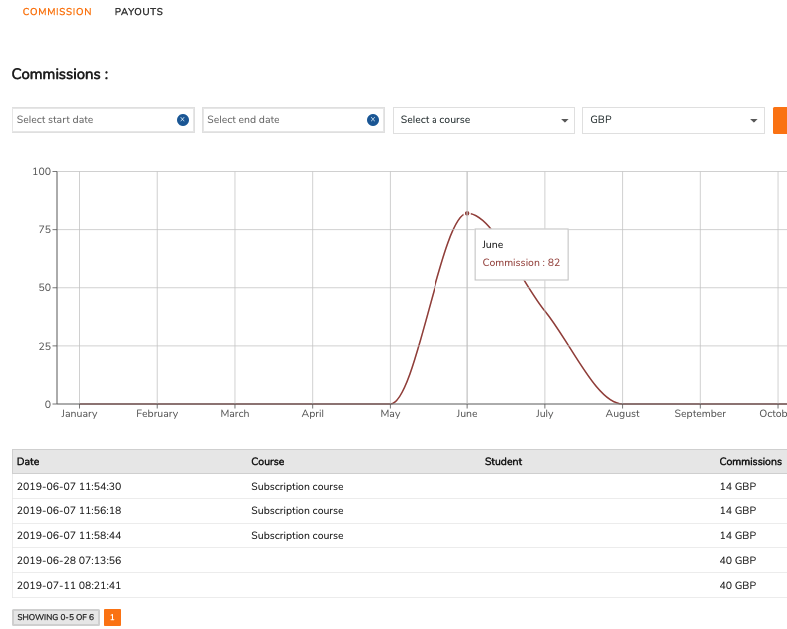 COMMISSION PAYOUTS
Commissions :
Select start date x Select end date x Select a course GBP
100
75
June
Commission : 82
50
25
0
January February March April May June July August September Octob
Date Course Student Commissions
2019-06-07 11:54:30 Subscription course 14 GBP
2019-06-07 11:56:18 Subscription course 14 GBP
2019-06-07 11:58:44 Subscription course 14 GBP
2019-06-28 07:13:56 40 GBP
2019-07-11 08:21:41 40 GBP
SHOWING 0-5 OF 6 1